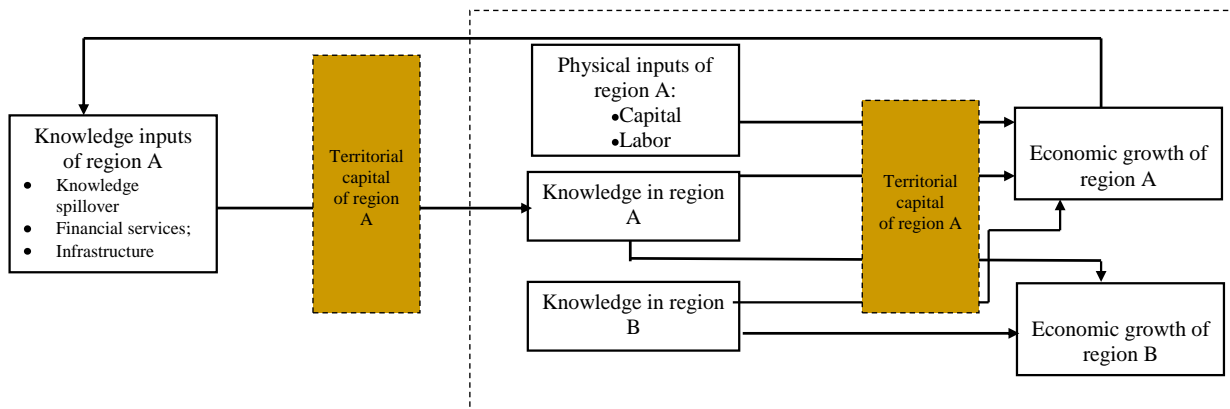 Knowledge inputs
of region A
• Knowledge
spillover
• Financial services;
• Infrastructure
Territorial
capital
of region
A
Physical inputs of
region A:
•Capital
•Labor
Knowledge in region
A
Knowledge in region
B
Territorial
capital
of region A
Economic growth of
region A
Economic growth of
region B